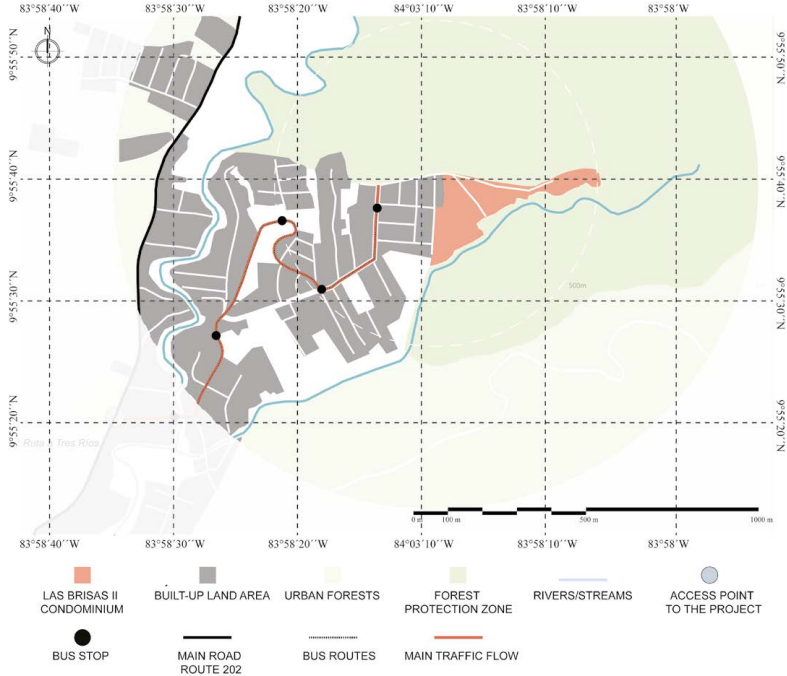 83°58'40''W 83°58'30''W 83°58'20''W 84°03'10''W 83°58'10''W 83°58'W
N
9°55'50''N 9°55'50''N
9°55'40''N 9°55'40''N
9°55'30''N 500m 9°55'30''N
9°55'20''N Ruta a Tres Ríos 9°55'20''N
0 m 100 m 500 m 1000 m
83°58'40''W 83°58'30''W 83°58'20''W 84°03'10''W 83°58'10''W 83°58'W
LAS BRISAS II
CONDOMINIUM
BUILT-UP LAND AREA
URBAN FORESTS
FOREST
PROTECTION ZONE
RIVERS/STREAMS
ACCESS POINT
TO THE PROJECT
BUS STOP
MAIN ROAD
ROUTE 202
BUS ROUTES
MAIN TRAFFIC FLOW